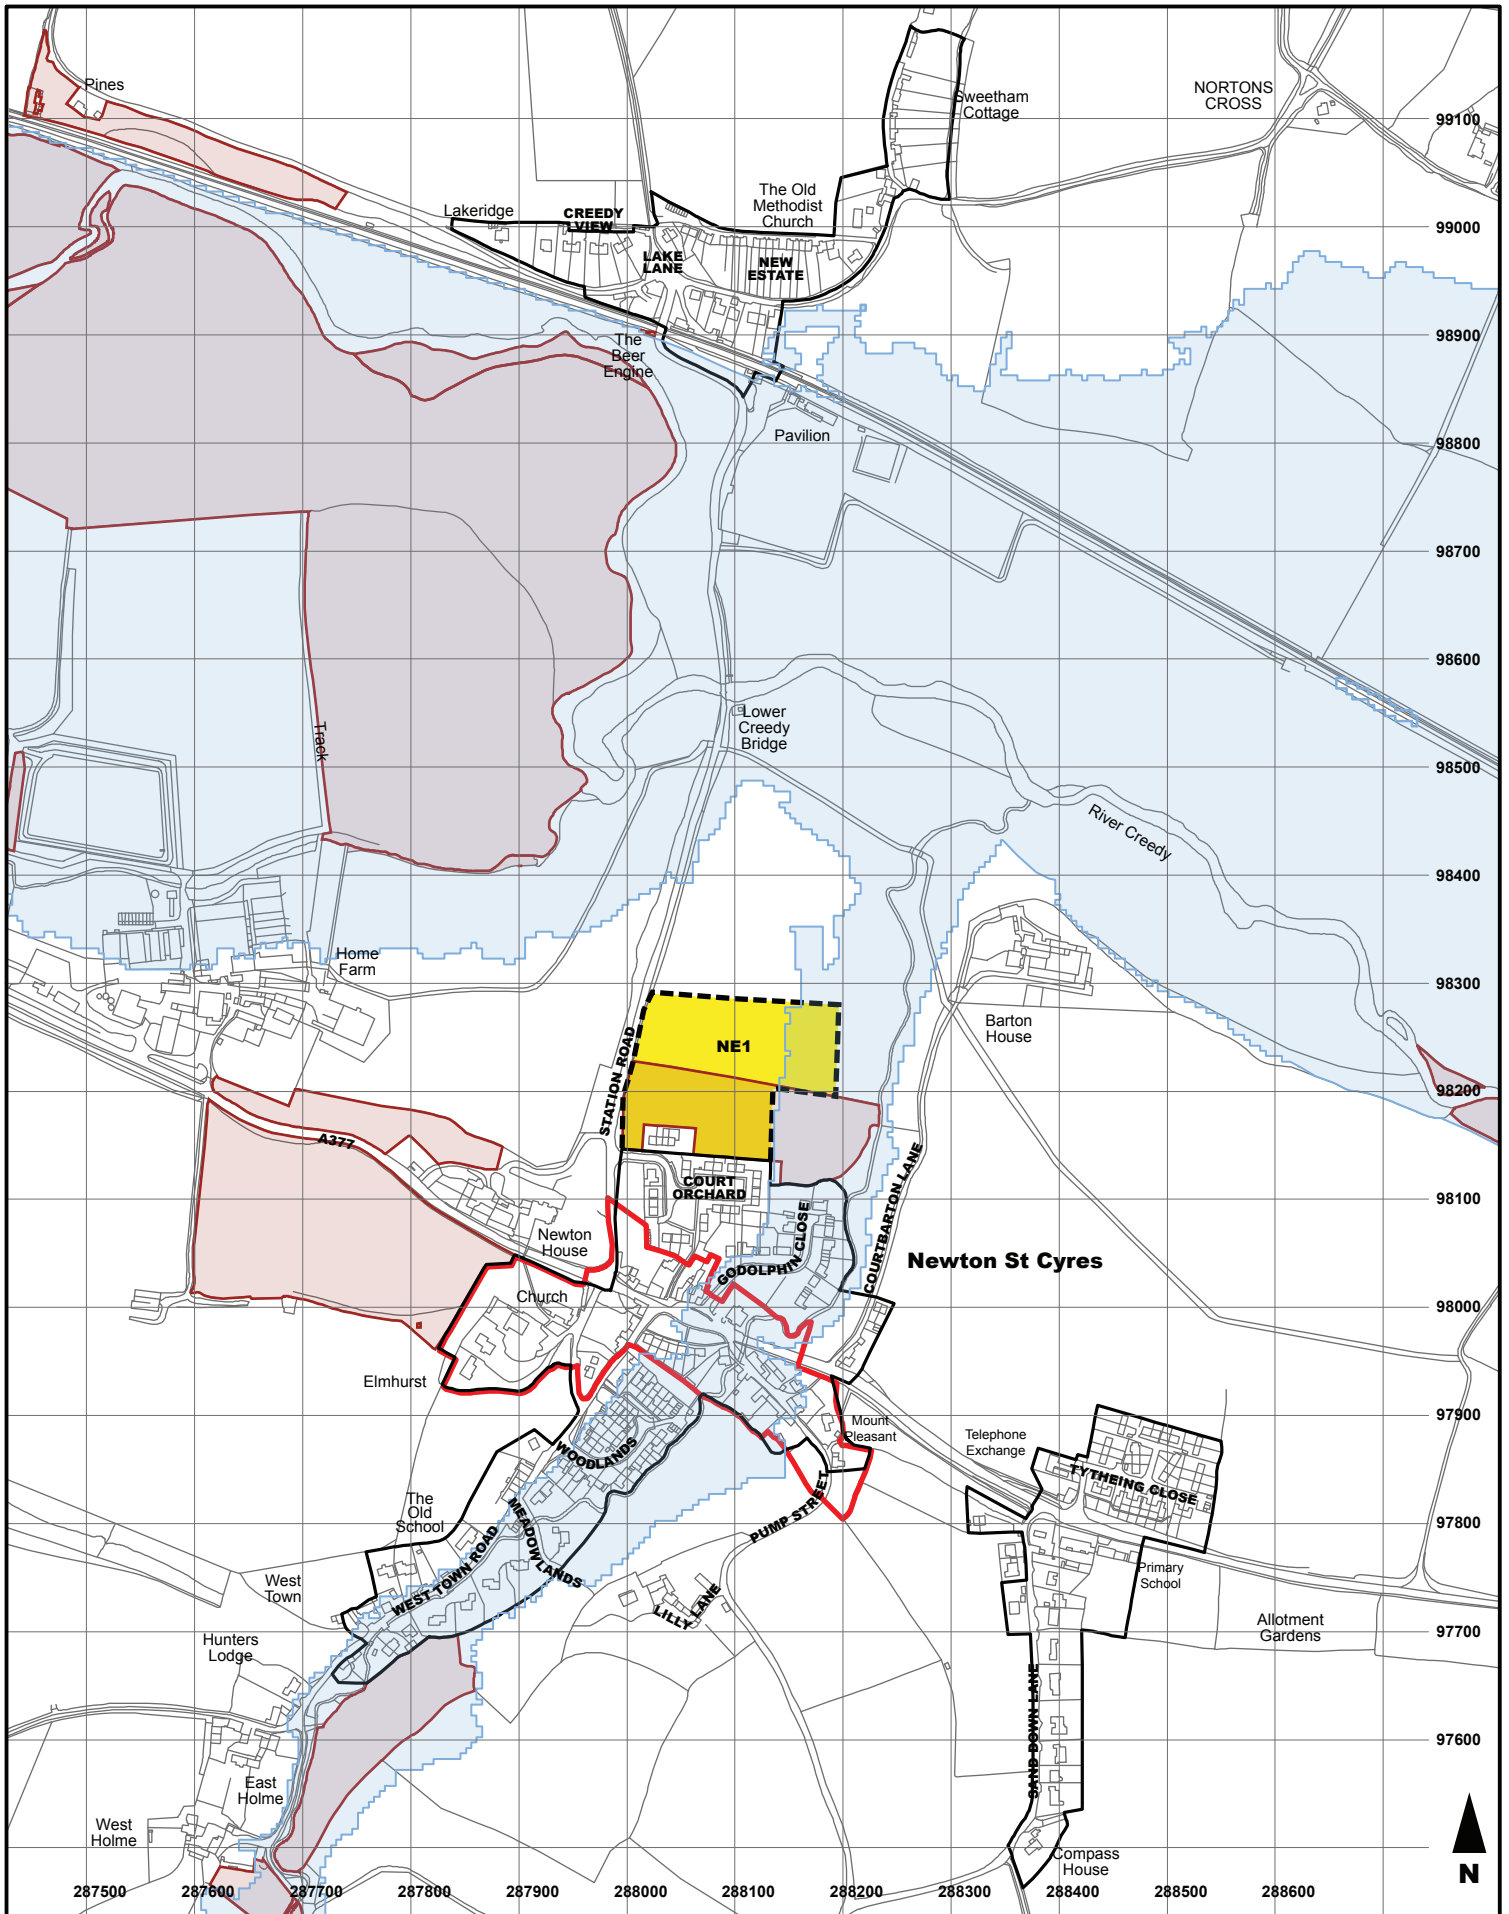 Pines
Sweetham
Cottage
NORTONS
CROSS
99100
Lakeridge
CREEDY
VIEW
The Old
Methodist
Church
99000
LAKE
LANE
NEW
ESTATE
The
Beer
Engine
98900
Pavilion
98800
98700
98600
Track
Lower
Creedy
Bridge
98500
River Creedy
98400
Home
Farm
98300
STATION ROAD
NE1
Barton
House
98200
A377
COURT
ORCHARD
98100
Newton
House
GODOLPHIN CLOSE
COURTBARTON LANE
Newton St Cyres
Church
98000
Elmhurst
97900
Mount
Pleasant
Telephone
Exchange
WOODLANDS
TYTHEING CLOSE
The
Old
School
MEADOWLANDS
PUMP STREET
97800
WEST TOWN ROAD
West
Town
LILLY LANE
Primary
School
Allotment
Gardens
97700
Hunters
Lodge
SAND DOWN LANE
97600
East
Holme
West
Holme
Compass
House
N
287500
287600
287700
287800
287900
288000
288100
288200
288300
288400
288500
288600